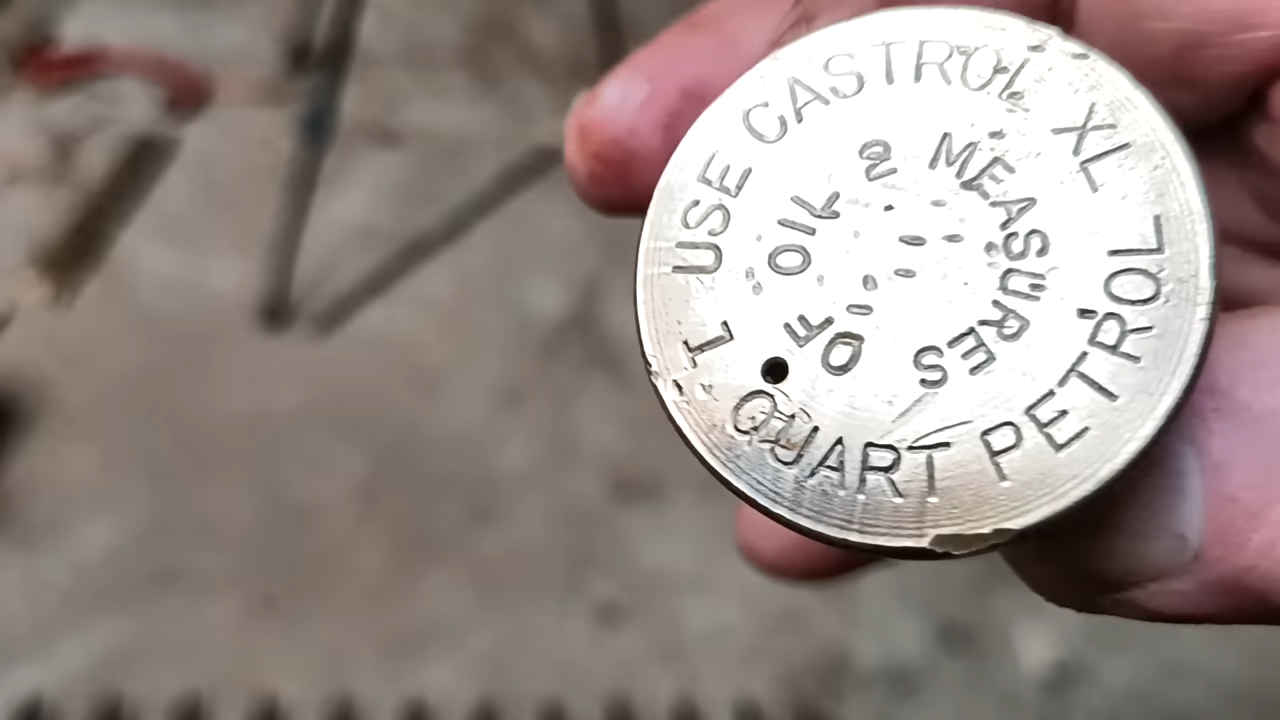 USE CASTROL XL
2 MEASURES
OF OIL
1 QUART PETROL